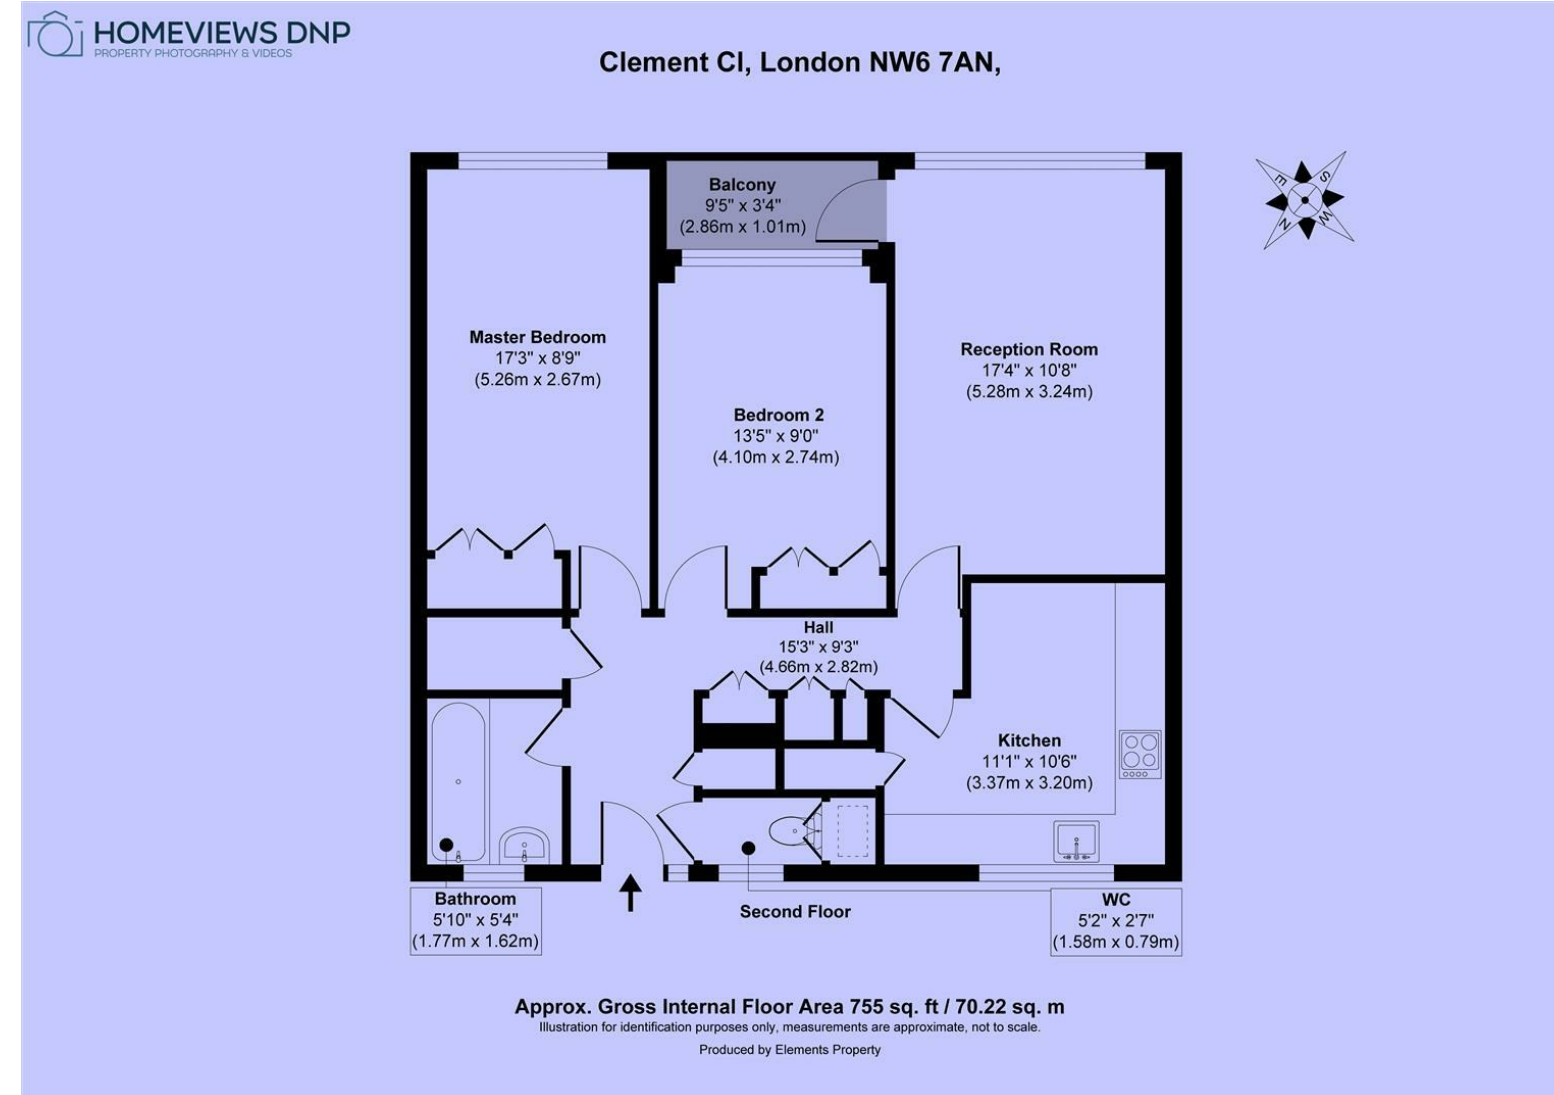 HOMEVIEWS DNP
PROPERTY PHOTOGRAPHY & VIDEOS
Clement Cl, London NW6 7AN,
Balcony
9'5" x 3'4"
(2.86m x 1.01m)
E
S
N
W
Master Bedroom
17'3" x 8'9"
(5.26m x 2.67m)
Reception Room
17'4" x 10'8"
(5.28m x 3.24m)
Bedroom 2
13'5" x 9'0"
(4.10m x 2.74m)
Hall
15'3" x 9'3"
(4.66m x 2.82m)
Kitchen
11'1" x 10'6"
(3.37m x 3.20m)
Bathroom
5'10" x 5'4"
(1.77m x 1.62m)
Second Floor
WC
5'2" x 2'7"
(1.58m x 0.79m)
Approx. Gross Internal Floor Area 755 sq. ft / 70.22 sq. m
Illustration for identification purposes only, measurements are approximate, not to scale.
Produced by Elements Property